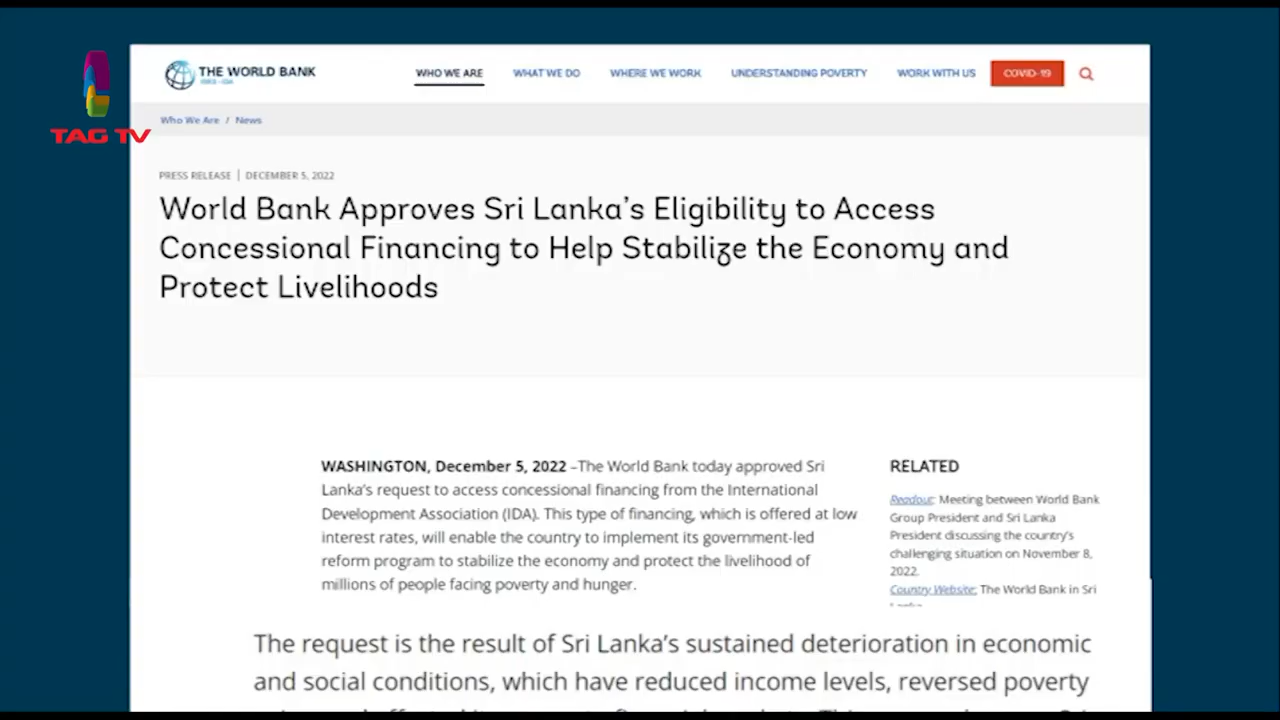 TAG TV
THE WORLD BANK
IBRD • IDA
WHO WE ARE
WHAT WE DO
WHERE WE WORK
UNDERSTANDING POVERTY
WORK WITH US
COVID-19
Who We Are / News
PRESS RELEASE | DECEMBER 5, 2022
World Bank Approves Sri Lanka’s Eligibility to Access
Concessional Financing to Help Stabilize the Economy and
Protect Livelihoods
WASHINGTON, December 5, 2022 –The World Bank today approved Sri
Lanka’s request to access concessional financing from the International
Development Association (IDA). This type of financing, which is offered at low
interest rates, will enable the country to implement its government-led
reform program to stabilize the economy and protect the livelihood of
millions of people facing poverty and hunger.
RELATED
Readout: Meeting between World Bank
Group President and Sri Lanka
President discussing the country’s
challenging situation on November 8,
2022.
Country Website: The World Bank in Sri
The request is the result of Sri Lanka’s sustained deterioration in economic
and social conditions, which have reduced income levels, reversed poverty